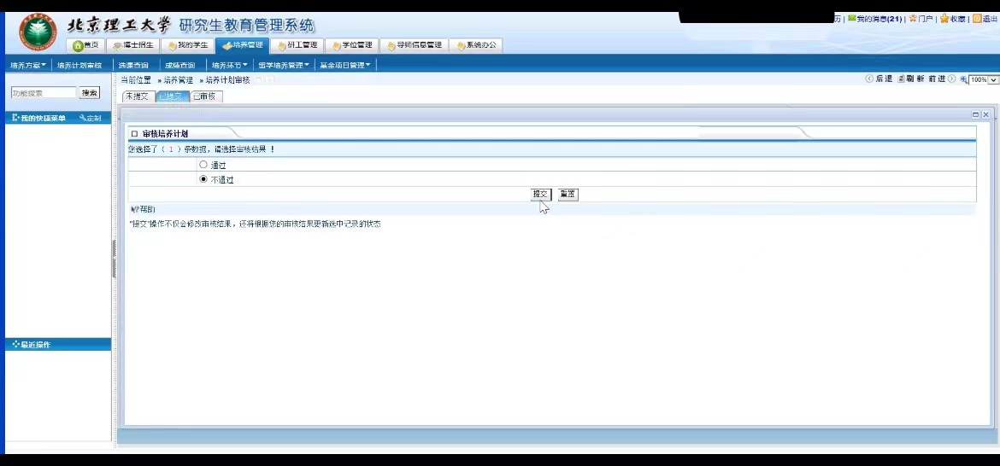 北京理工大学 研究生教育管理系统
历 | 我的消息(21) | 门户 | 收藏 | 退出
首页 博士招生 我的学生 培养管理 研工管理 学位管理 导师信息管理 系统办公
培养方案 培养计划审核 选课查询 成绩查询 培养环节 留学培养管理 基金项目管理
当前位置 » 培养管理 » 培养计划审核
后退 刷新 前进 100%
功能搜索 搜索
未提交 已提交 已审核
我的快捷菜单 定制
审核培养计划
您选择了( 1 )条数据,请选择审核结果 !
通过
不通过
提交 重置
帮助
"提交"操作不仅会修改审核结果,还将根据您的审核结果更新选中记录的状态
最近操作